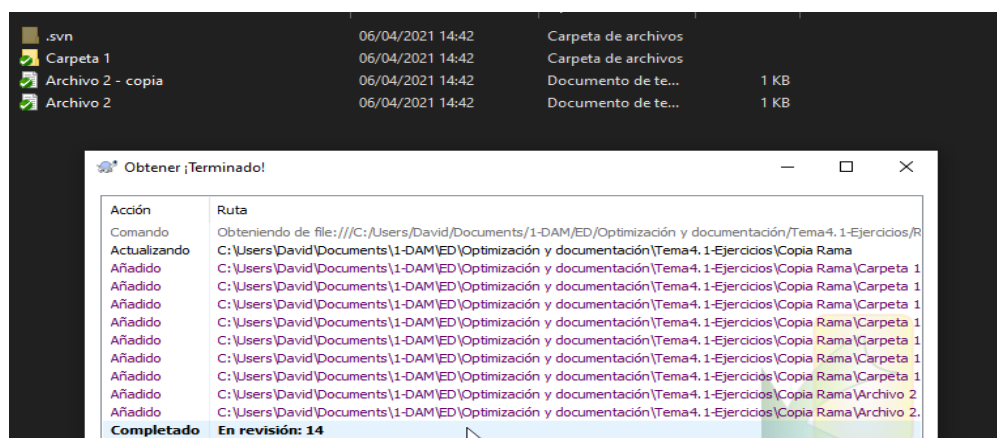 .svn 06/04/2021 14:42 Carpeta de archivos
Carpeta 1 06/04/2021 14:42 Carpeta de archivos
Archivo 2 - copia 06/04/2021 14:42 Documento de te... 1 KB
Archivo 2 06/04/2021 14:42 Documento de te... 1 KB
Obtener ¡Terminado!
Acción Ruta
Comando Obteniendo de file:///C:/Users/David/Documents/1-DAM/ED/Optimización y documentación/Tema4.1-Ejercicios/R
Actualizando C:\Users\David\Documents\1-DAM\ED\Optimización y documentación\Tema4.1-Ejercicios\Copia Rama
Añadido C:\Users\David\Documents\1-DAM\ED\Optimización y documentación\Tema4.1-Ejercicios\Copia Rama\Carpeta 1
Añadido C:\Users\David\Documents\1-DAM\ED\Optimización y documentación\Tema4.1-Ejercicios\Copia Rama\Carpeta 1
Añadido C:\Users\David\Documents\1-DAM\ED\Optimización y documentación\Tema4.1-Ejercicios\Copia Rama\Carpeta 1
Añadido C:\Users\David\Documents\1-DAM\ED\Optimización y documentación\Tema4.1-Ejercicios\Copia Rama\Carpeta 1
Añadido C:\Users\David\Documents\1-DAM\ED\Optimización y documentación\Tema4.1-Ejercicios\Copia Rama\Carpeta 1
Añadido C:\Users\David\Documents\1-DAM\ED\Optimización y documentación\Tema4.1-Ejercicios\Copia Rama\Carpeta 1
Añadido C:\Users\David\Documents\1-DAM\ED\Optimización y documentación\Tema4.1-Ejercicios\Copia Rama\Carpeta 1
Añadido C:\Users\David\Documents\1-DAM\ED\Optimización y documentación\Tema4.1-Ejercicios\Copia Rama\Archivo 2
Añadido C:\Users\David\Documents\1-DAM\ED\Optimización y documentación\Tema4.1-Ejercicios\Copia Rama\Archivo 2.
Completado En revisión: 14